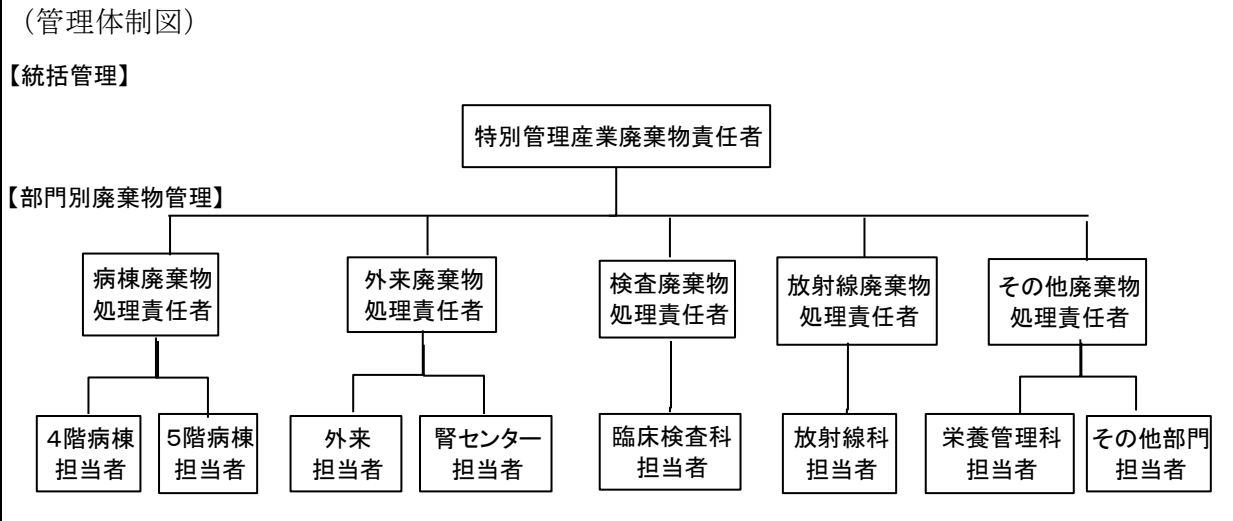 （管理体制図）
【統括管理】
特別管理産業廃棄物責任者
【部門別廃棄物管理】
病棟廃棄物
処理責任者
外来廃棄物
処理責任者
検査廃棄物
処理責任者
放射線廃棄物
処理責任者
その他廃棄物
処理責任者
４階病棟
担当者
５階病棟
担当者
外来
担当者
腎センター
担当者
臨床検査科
担当者
放射線科
担当者
栄養管理科
担当者
その他部門
担当者